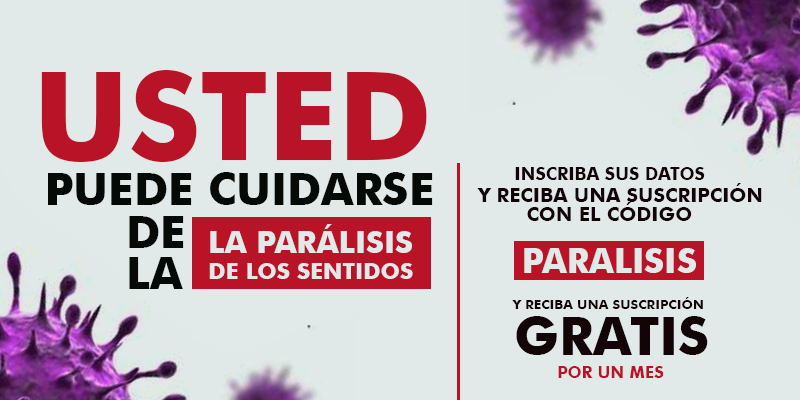 USTED
PUEDE CUIDARSE
DE
LA
LA PARÁLISIS
DE LOS SENTIDOS
INSCRIBA SUS DATOS
Y RECIBA UNA SUSCRIPCIÓN
CON EL CÓDIGO
PARALISIS
Y RECIBA UNA SUSCRIPCIÓN
GRATIS
POR UN MES